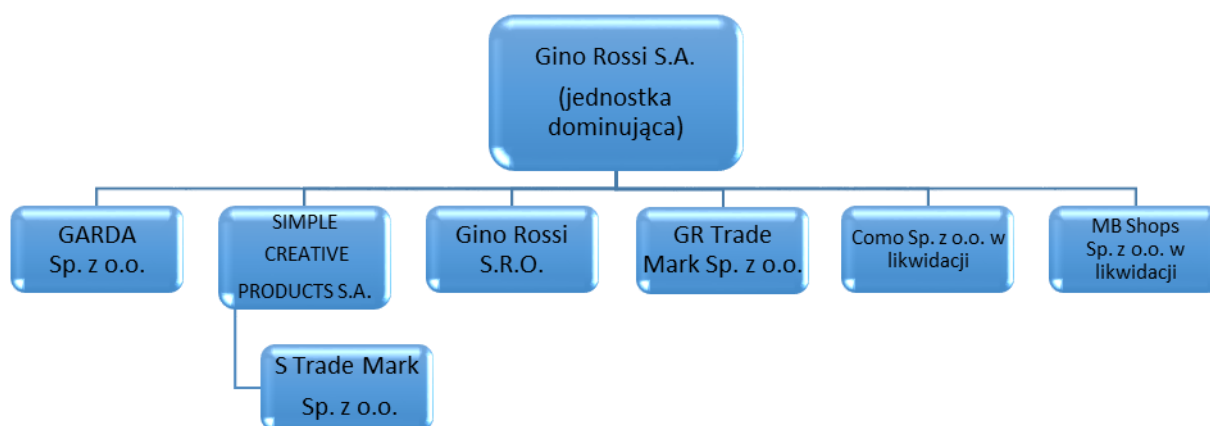 Gino Rossi S.A.
(jednostka
dominująca)
GARDA
Sp. z o.o.
SIMPLE
CREATIVE
PRODUCTS S.A.
Gino Rossi
S.R.O.
GR Trade
Mark Sp. z o.o.
Como Sp. z o.o. w
likwidacji
MB Shops
Sp. z o.o. w
likwidacji
S Trade Mark
Sp. z o.o.